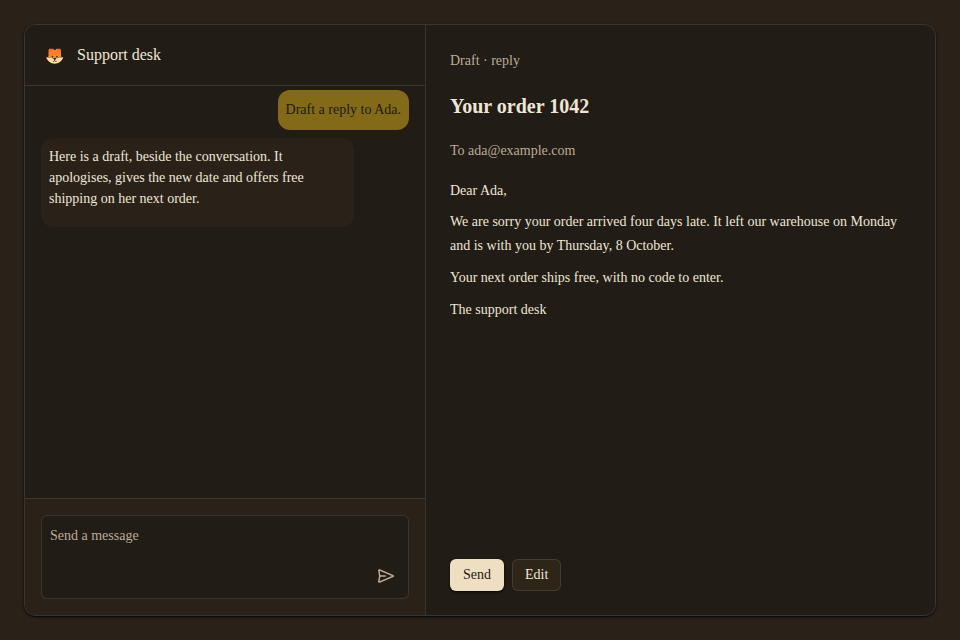 Support desk
Draft a reply to Ada.
Here is a draft, beside the conversation. It
apologises, gives the new date and offers free
shipping on her next order.
Send a message
Draft · reply
Your order 1042
To ada@example.com
Dear Ada,
We are sorry your order arrived four days late. It left our warehouse on Monday
and is with you by Thursday, 8 October.
Your next order ships free, with no code to enter.
The support desk
Send
Edit